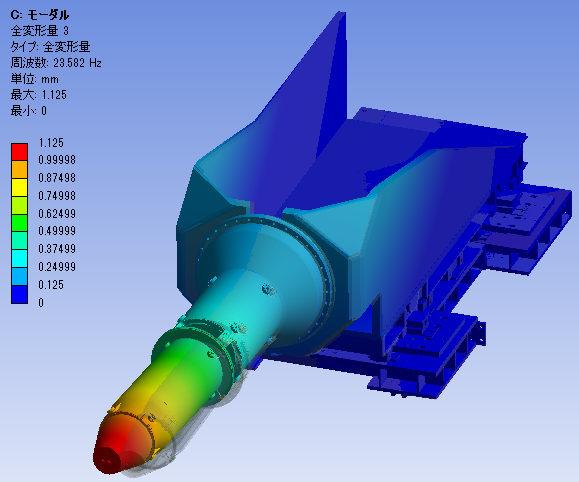 C: モーダル
全変形量 3
タイプ: 全変形量
周波数: 23.582 Hz
単位: mm
最大: 1.125
最小: 0
1.125
0.99998
0.87498
0.74998
0.62499
0.49999
0.37499
0.24999
0.125
0